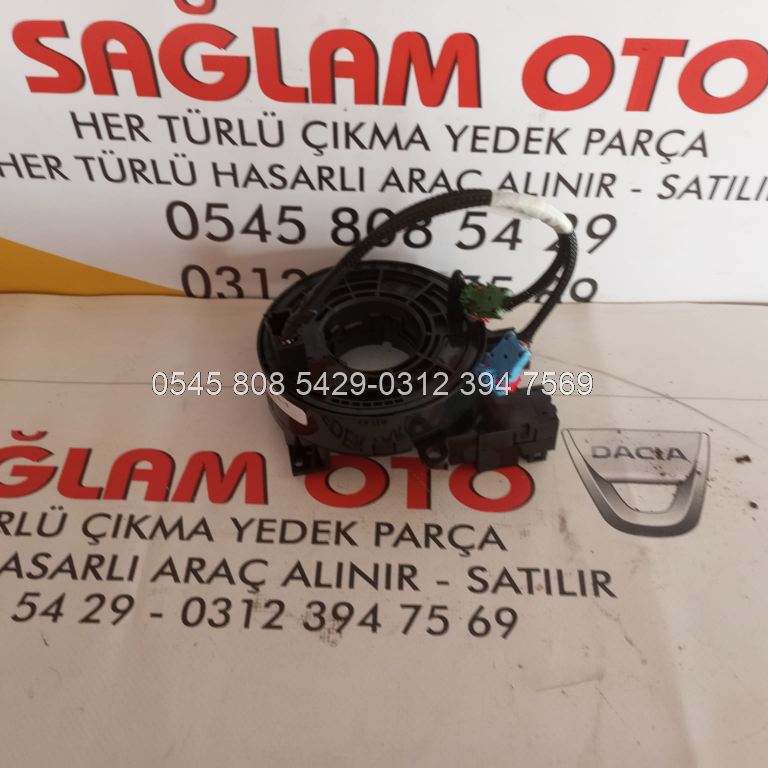 SAĞLAM OTO
HER TÜRLÜ ÇIKMA YEDEK PARÇA
HER TÜRLÜ HASARLI ARAÇ ALINIR - SATILIR
0545 808 54 29
0312
0545 808 5429-0312 394 7569
DACIA
ĞLAM OTO
RLÜ ÇIKMA YEDEK PARÇA
ASARLI ARAÇ ALINIR - SATILIR
54 29 - 0312 394 75 69